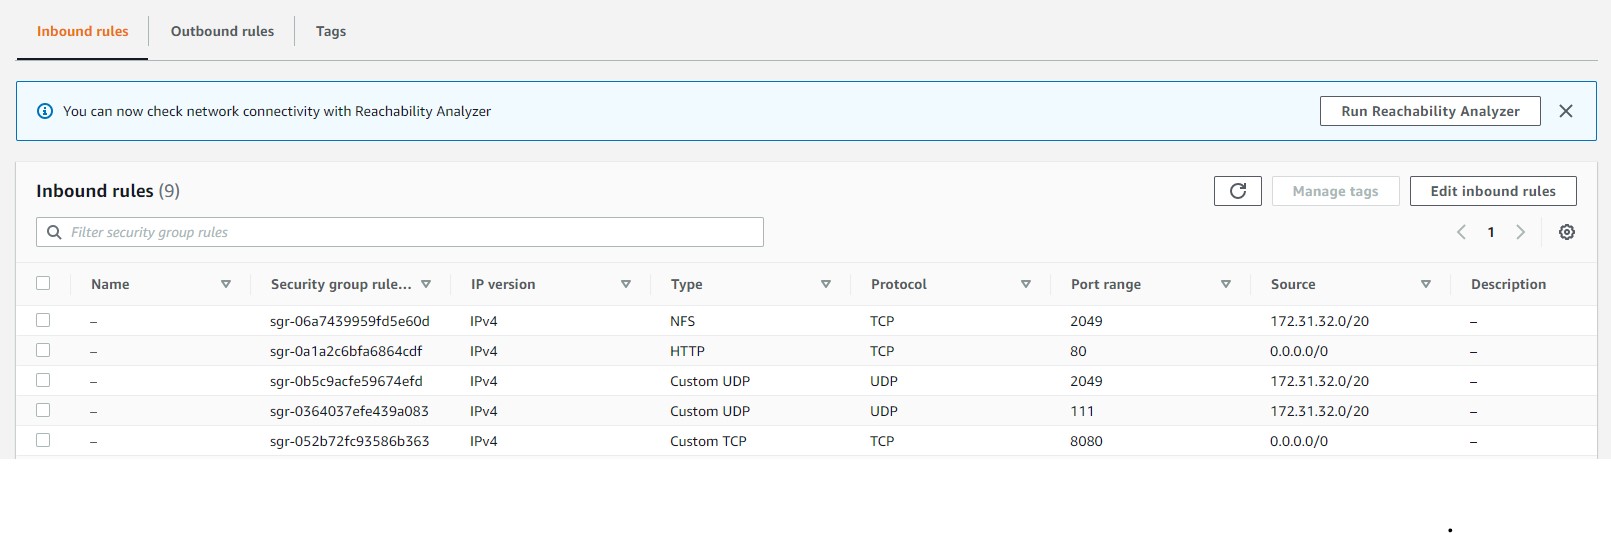 Inbound rules Outbound rules Tags
You can now check network connectivity with Reachability Analyzer Run Reachability Analyzer
Inbound rules (9) Manage tags Edit inbound rules
Filter security group rules 1
Name Security group rule... IP version Type Protocol Port range Source Description
– sgr-06a7439959fd5e60d IPv4 NFS TCP 2049 172.31.32.0/20 –
– sgr-0a1a2c6bfa6864cdf IPv4 HTTP TCP 80 0.0.0.0/0 –
– sgr-0b5c9acfe59674efd IPv4 Custom UDP UDP 2049 172.31.32.0/20 –
– sgr-0364037efe439a083 IPv4 Custom UDP UDP 111 172.31.32.0/20 –
– sgr-052b72fc93586b363 IPv4 Custom TCP TCP 8080 0.0.0.0/0 –
.